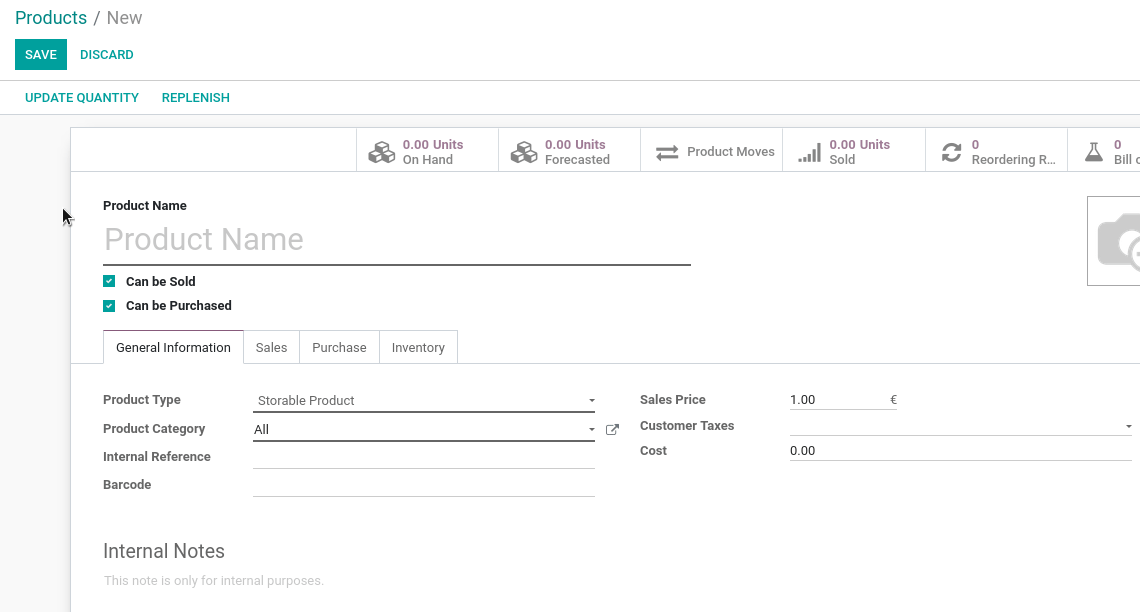 Products / New
SAVE DISCARD
UPDATE QUANTITY REPLENISH
0.00 Units
On Hand
0.00 Units
Forecasted
Product Moves
0.00 Units
Sold
0
Reordering R...
0
Bill
Product Name
Product Name
Can be Sold
Can be Purchased
General Information Sales Purchase Inventory
Product Type Storable Product
Product Category All
Internal Reference
Barcode
Sales Price 1.00 €
Customer Taxes
Cost 0.00
Internal Notes
This note is only for internal purposes.